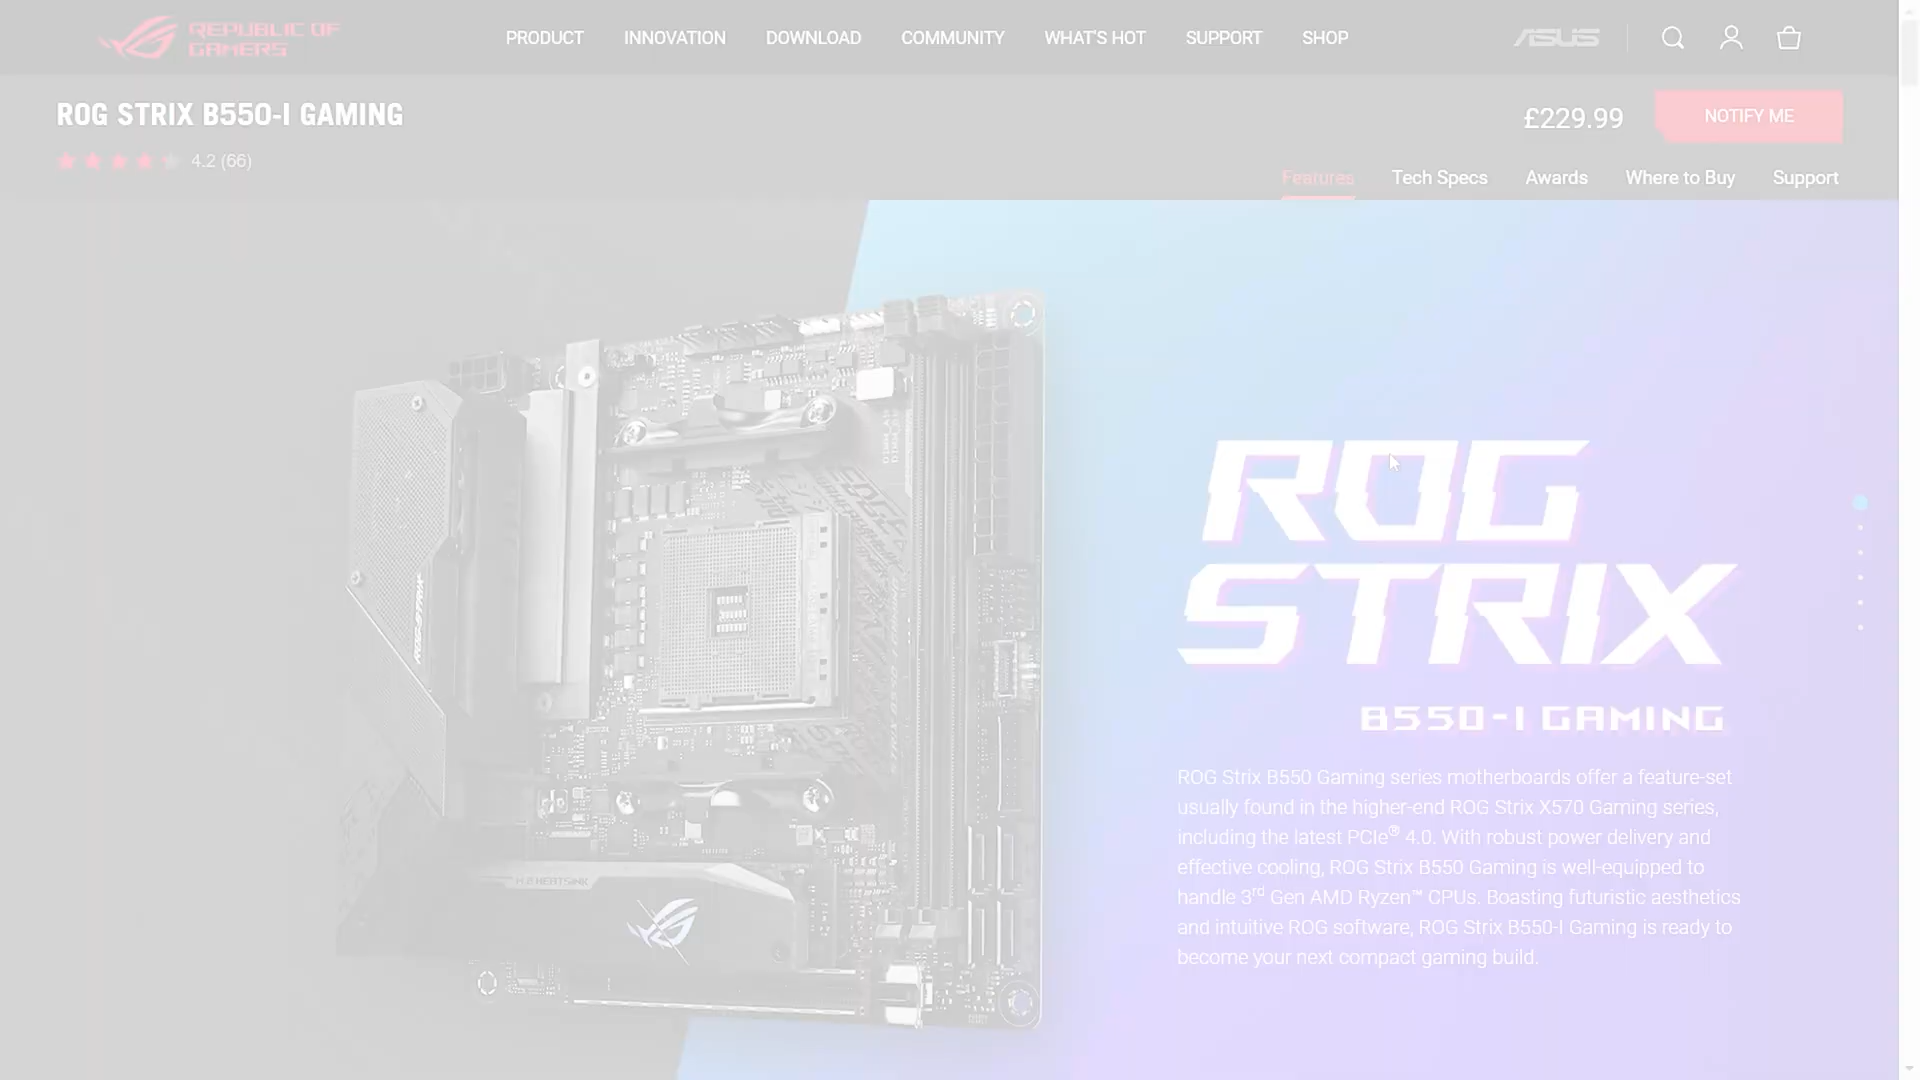 REPUBLIC OF
GAMERS
PRODUCT
INNOVATION
DOWNLOAD
COMMUNITY
WHAT'S HOT
SUPPORT
SHOP
ASUS
ROG STRIX B550-I GAMING
4.2 (66)
£229.99
NOTIFY ME
Features
Tech Specs
Awards
Where to Buy
Support
ROG
STRIX
B550-I GAMING
ROG Strix B550 Gaming series motherboards offer a feature-set
usually found in the higher-end ROG Strix X570 Gaming series,
including the latest PCIe® 4.0. With robust power delivery and
effective cooling, ROG Strix B550 Gaming is well-equipped to
handle 3rd Gen AMD Ryzen™ CPUs. Boasting futuristic aesthetics
and intuitive ROG software, ROG Strix B550-I Gaming is ready to
become your next compact gaming build.
ROG STRIX
M.2 HEATSINK